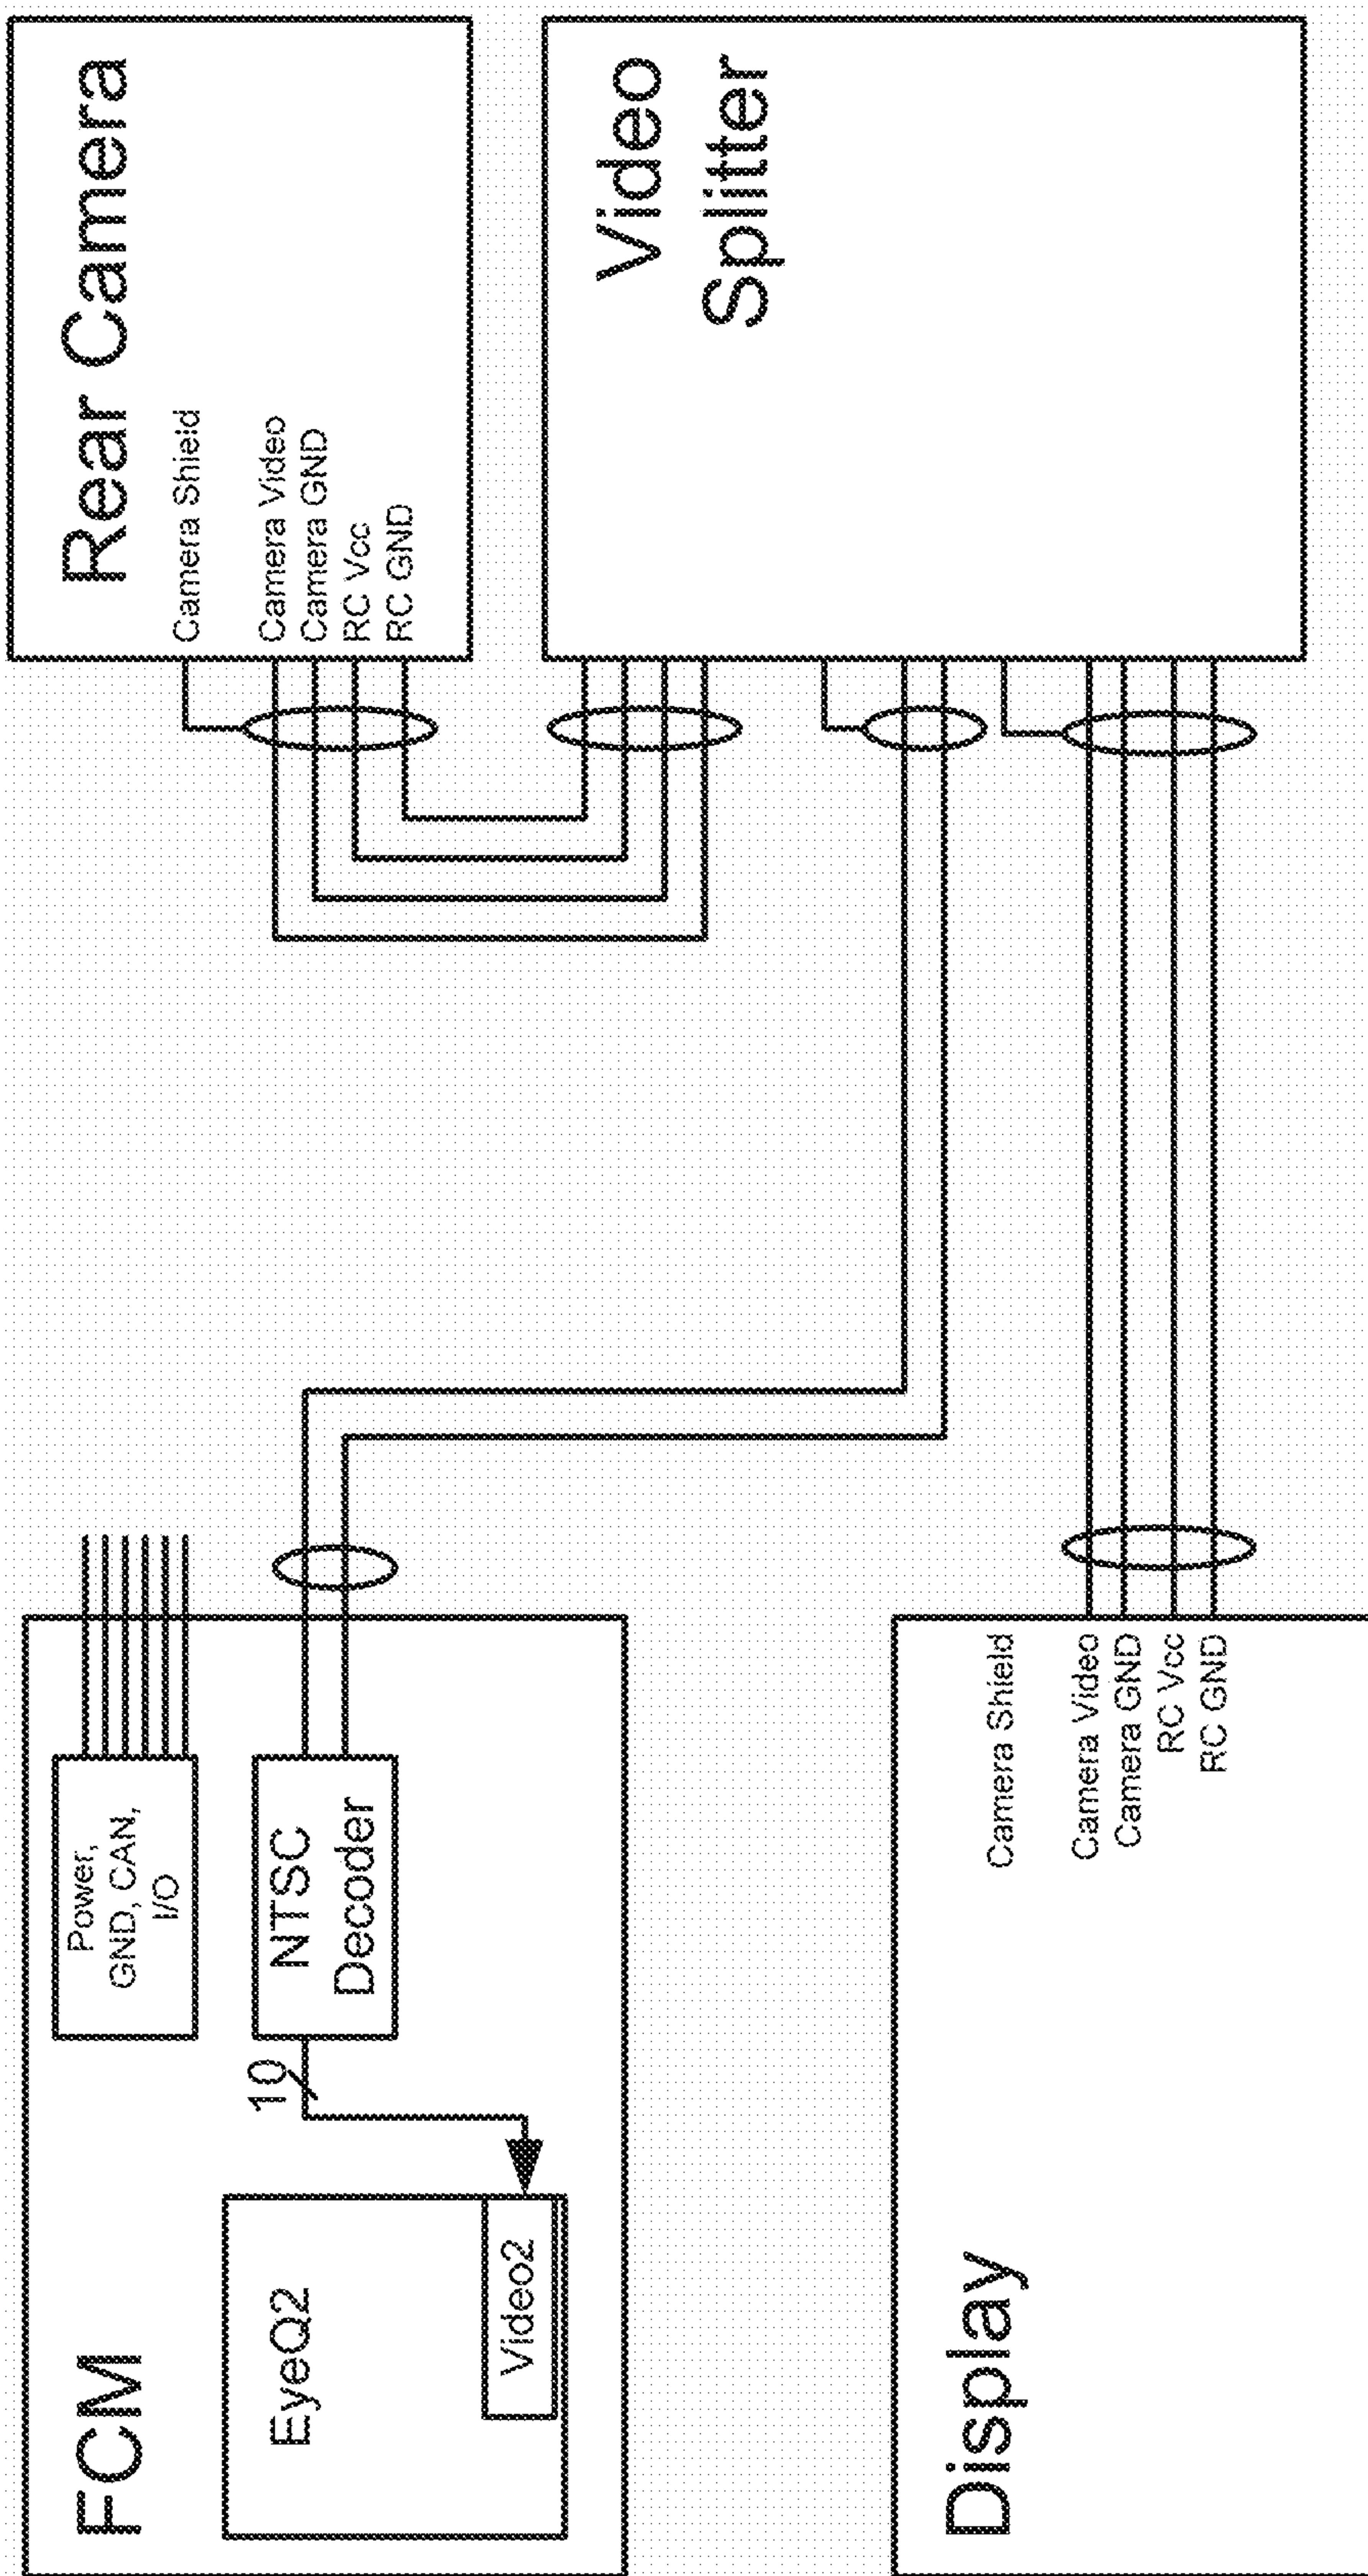 FCM
EyeQ2
Video2
10
Power,
GND, CAN,
I/O
NTSC
Decoder
Rear Camera
Camera Shield
Camera Video
Camera GND
RC Vcc
RC GND
Video
Splitter
Display
Camera Shield
Camera Video
Camera GND
RC Vcc
RC GND